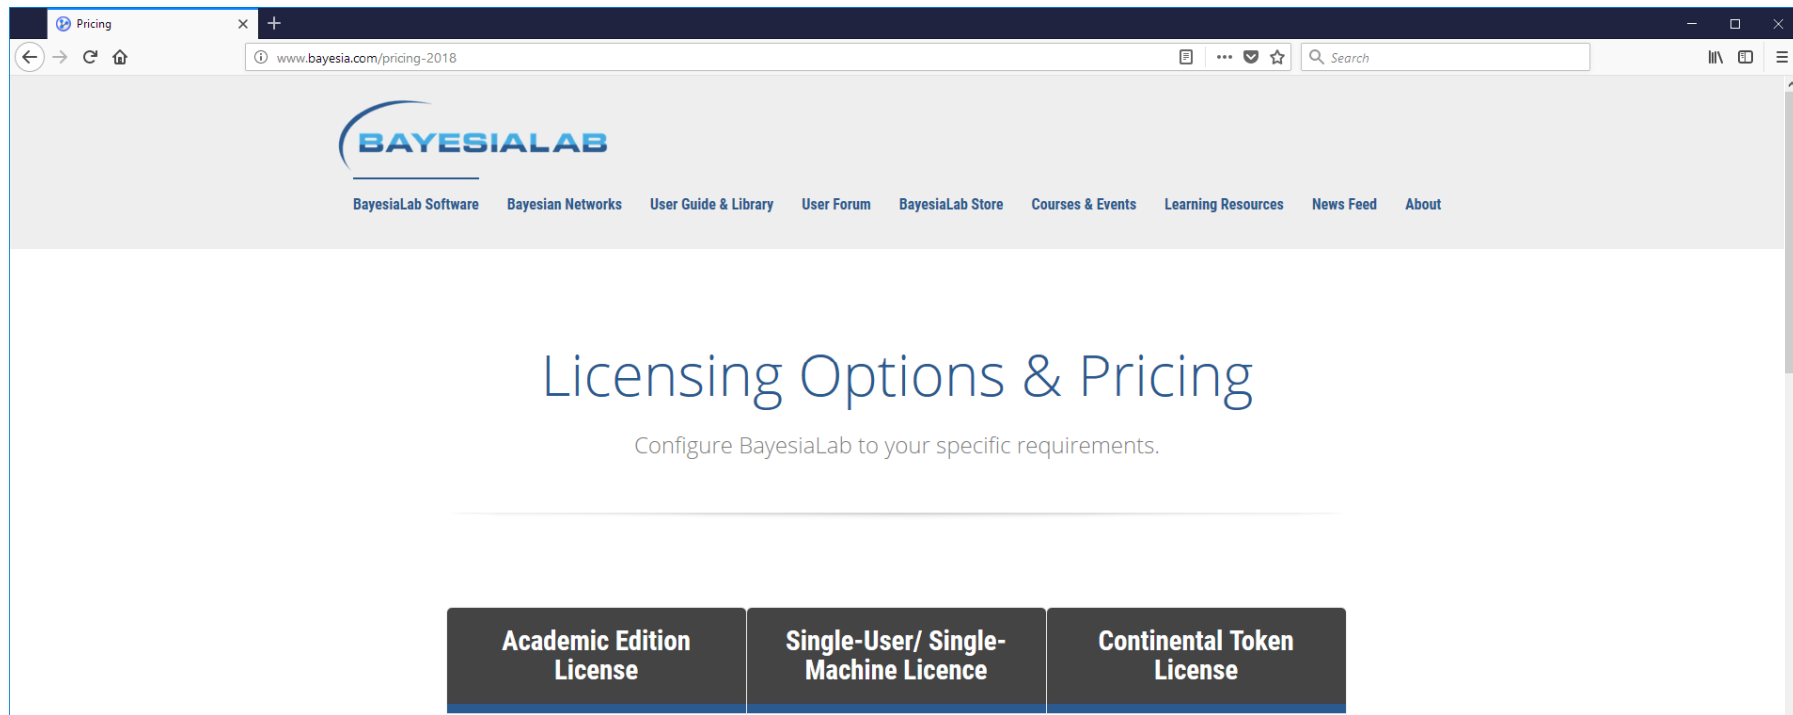 Pricing
www.bayesia.com/pricing-2018
Search
BAYESIALAB
BayesiaLab Software Bayesian Networks User Guide & Library User Forum BayesiaLab Store Courses & Events Learning Resources News Feed About
Licensing Options & Pricing
Configure BayesiaLab to your specific requirements.
Academic Edition
License
Single-User/ Single-
Machine Licence
Continental Token
License